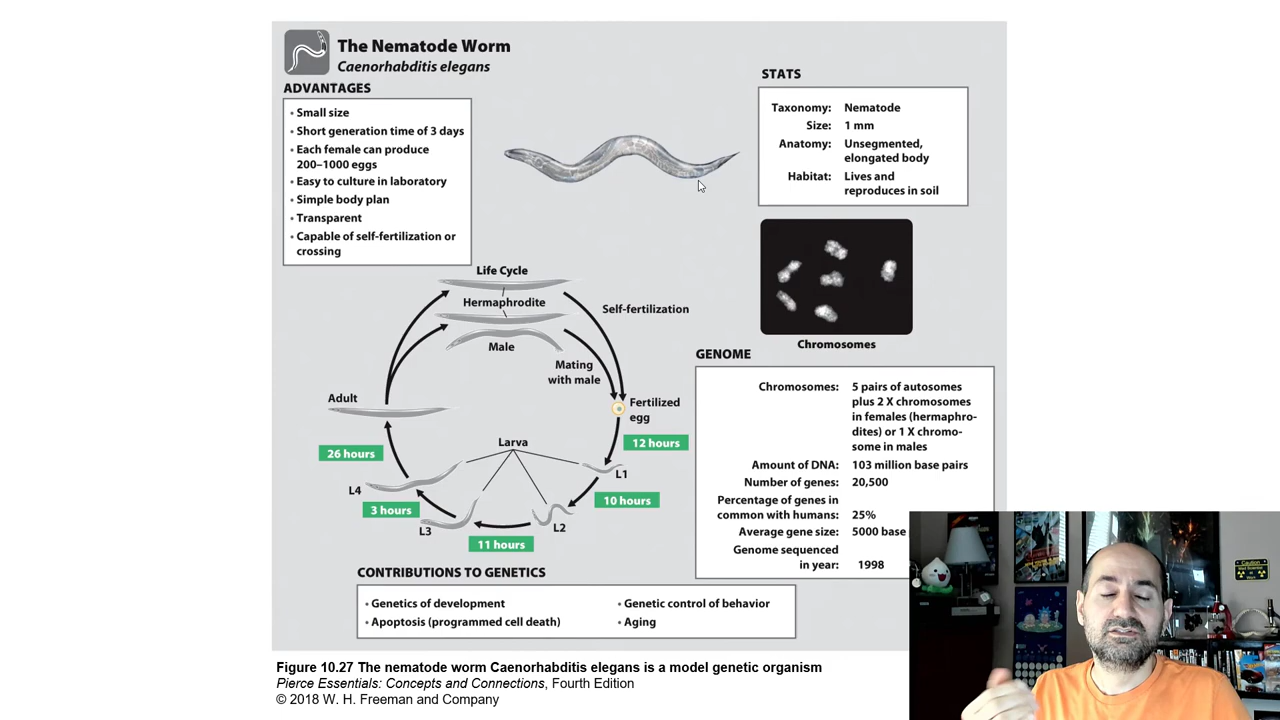 The Nematode Worm
Caenorhabditis elegans
ADVANTAGES
• Small size
• Short generation time of 3 days
• Each female can produce
200–1000 eggs
• Easy to culture in laboratory
• Simple body plan
• Transparent
• Capable of self-fertilization or
crossing
STATS
Taxonomy: Nematode
Size: 1 mm
Anatomy: Unsegmented,
elongated body
Habitat: Lives and
reproduces in soil
Chromosomes
Life Cycle
Hermaphrodite
Self-fertilization
Male
Mating
with male
Fertilized
egg
12 hours
L1
10 hours
L2
11 hours
L3
3 hours
L4
26 hours
Adult
Larva
GENOME
Chromosomes: 5 pairs of autosomes
plus 2 X chromosomes
in females (hermaphro-
dites) or 1 X chromo-
some in males
Amount of DNA: 103 million base pairs
Number of genes: 20,500
Percentage of genes in
common with humans: 25%
Average gene size: 5000 base
Genome sequenced
in year: 1998
CONTRIBUTIONS TO GENETICS
• Genetics of development
• Apoptosis (programmed cell death)
• Genetic control of behavior
• Aging
Figure 10.27 The nematode worm Caenorhabditis elegans is a model genetic organism
Pierce Essentials: Concepts and Connections, Fourth Edition
© 2018 W. H. Freeman and Company
Caution